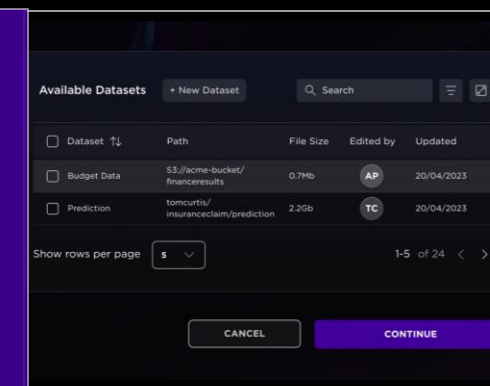 Available Datasets + New Dataset Search
Dataset Path File Size Edited by Updated
Budget Data S3://acme-bucket/ 0.7Mb AP 20/04/2023
financeresults
Prediction tomcurtis/ 2.2Gb TC 20/04/2023
insuranceclaim/prediction
Show rows per page 5 1-5 of 24
CANCEL CONTINUE